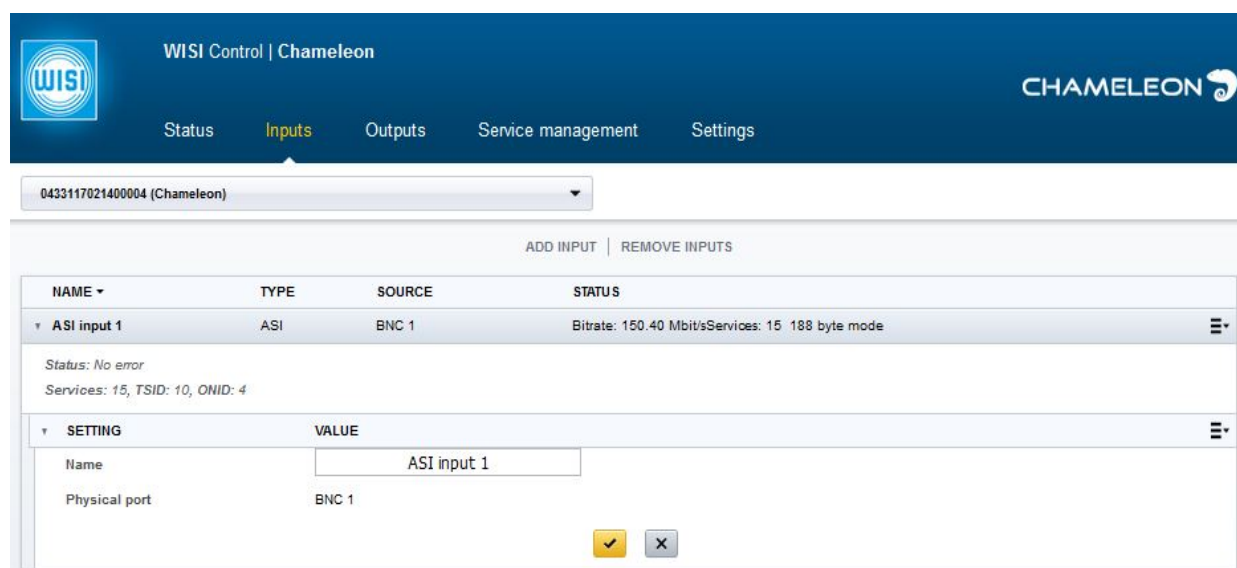 WISI
WISI Control | Chameleon
CHAMELEON
Status Inputs Outputs Service management Settings
0433117021400004 (Chameleon)
ADD INPUT | REMOVE INPUTS
NAME TYPE SOURCE STATUS
ASI input 1 ASI BNC 1 Bitrate: 150.40 Mbit/sServices: 15 188 byte mode
Status: No error
Services: 15, TSID: 10, ONID: 4
SETTING VALUE
Name ASI input 1
Physical port BNC 1